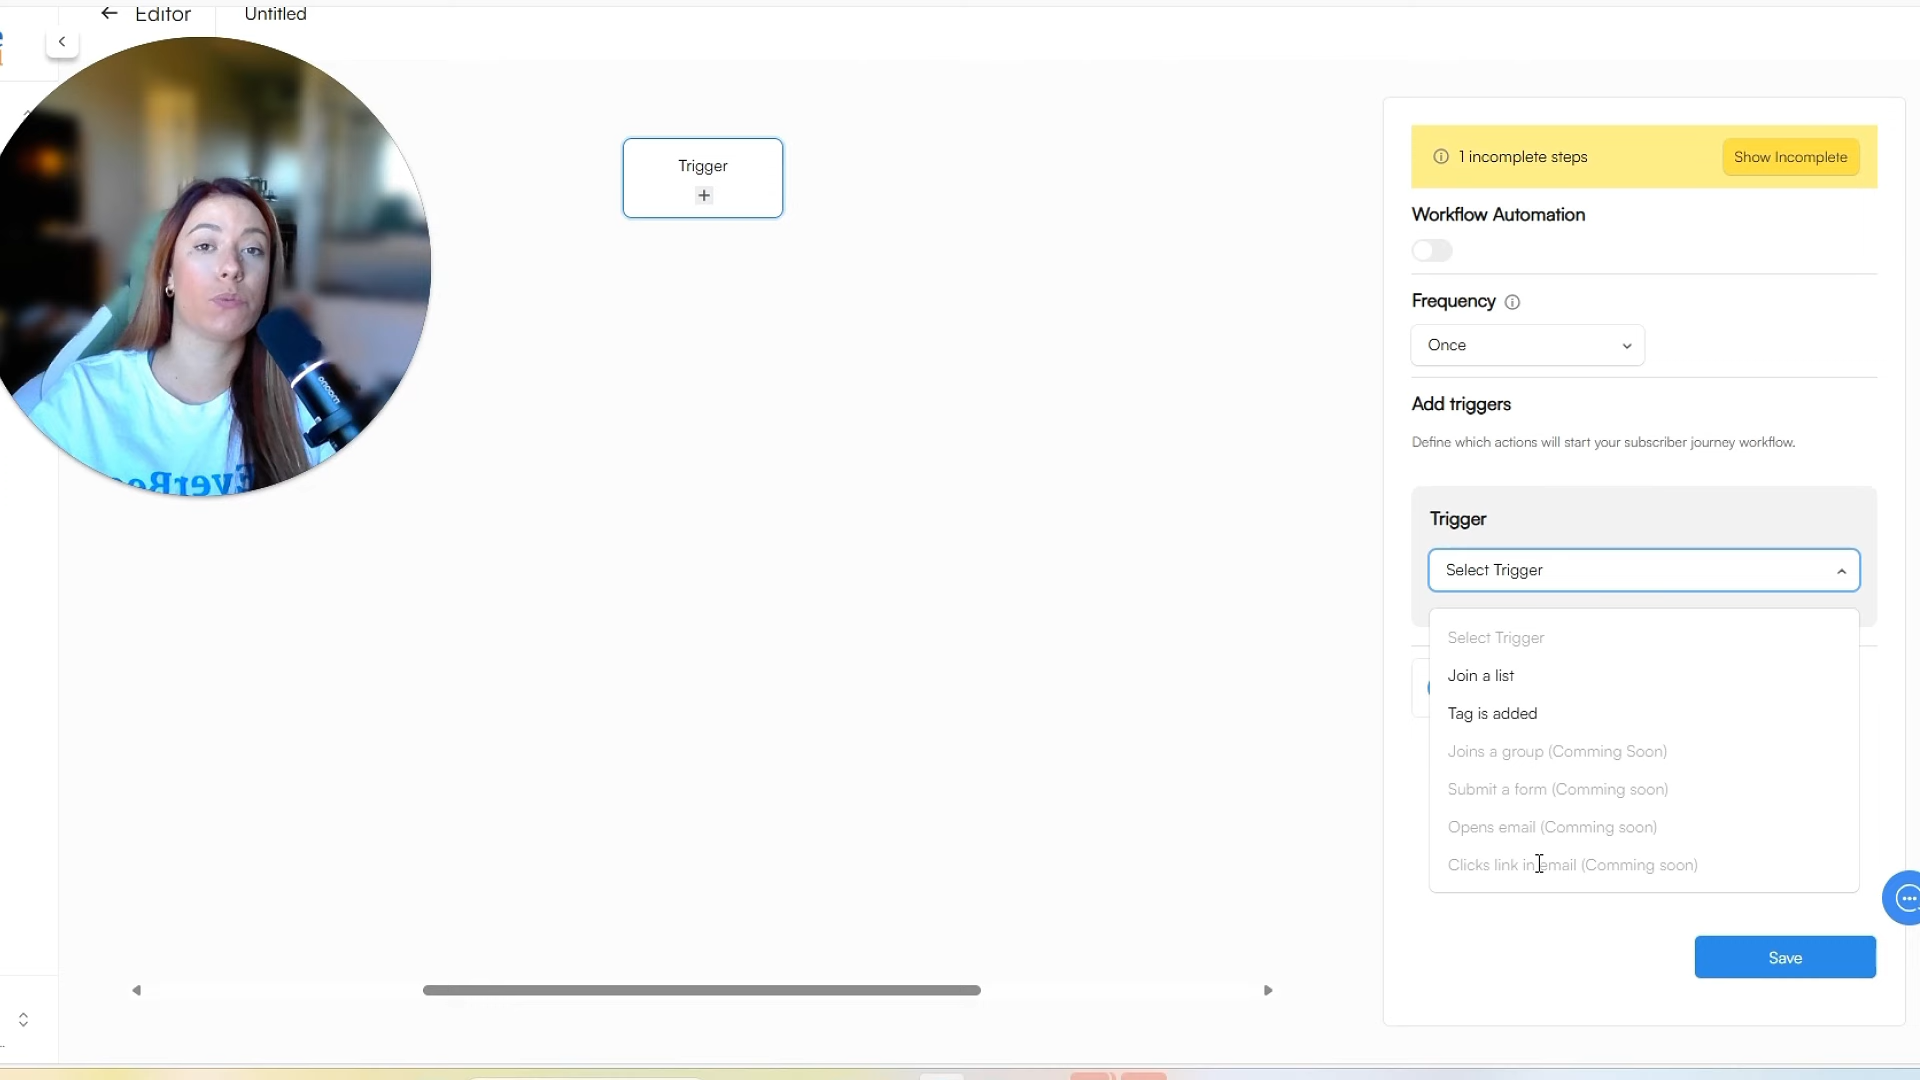 Editor
Untitled
Trigger
+
1 incomplete steps
Show Incomplete
Workflow Automation
Frequency
Once
Add triggers
Define which actions will start your subscriber journey workflow.
Trigger
Select Trigger
Select Trigger
Join a list
Tag is added
Joins a group (Comming Soon)
Submit a form (Comming soon)
Opens email (Comming soon)
Clicks link in email (Comming soon)
Save